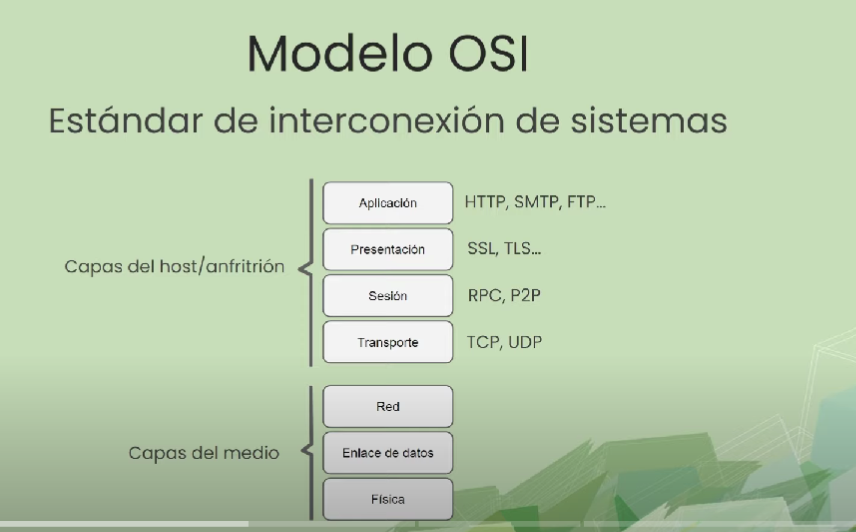 Modelo OSI
Estándar de interconexión de sistemas
Capas del host/anfritrión
Aplicación HTTP, SMTP, FTP...
Presentación SSL, TLS...
Sesión RPC, P2P
Transporte TCP, UDP
Capas del medio
Red
Enlace de datos
Física